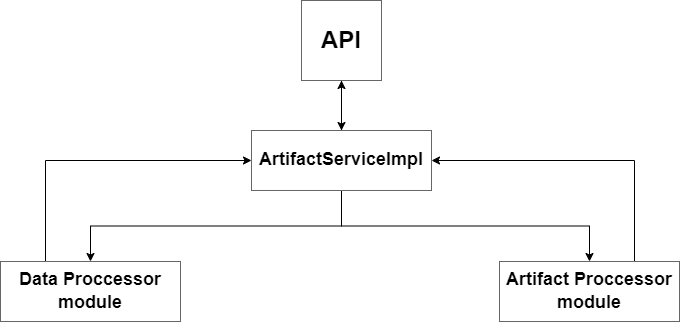 API
ArtifactServiceImpl
Data Proccessor
module
Artifact Proccessor
module